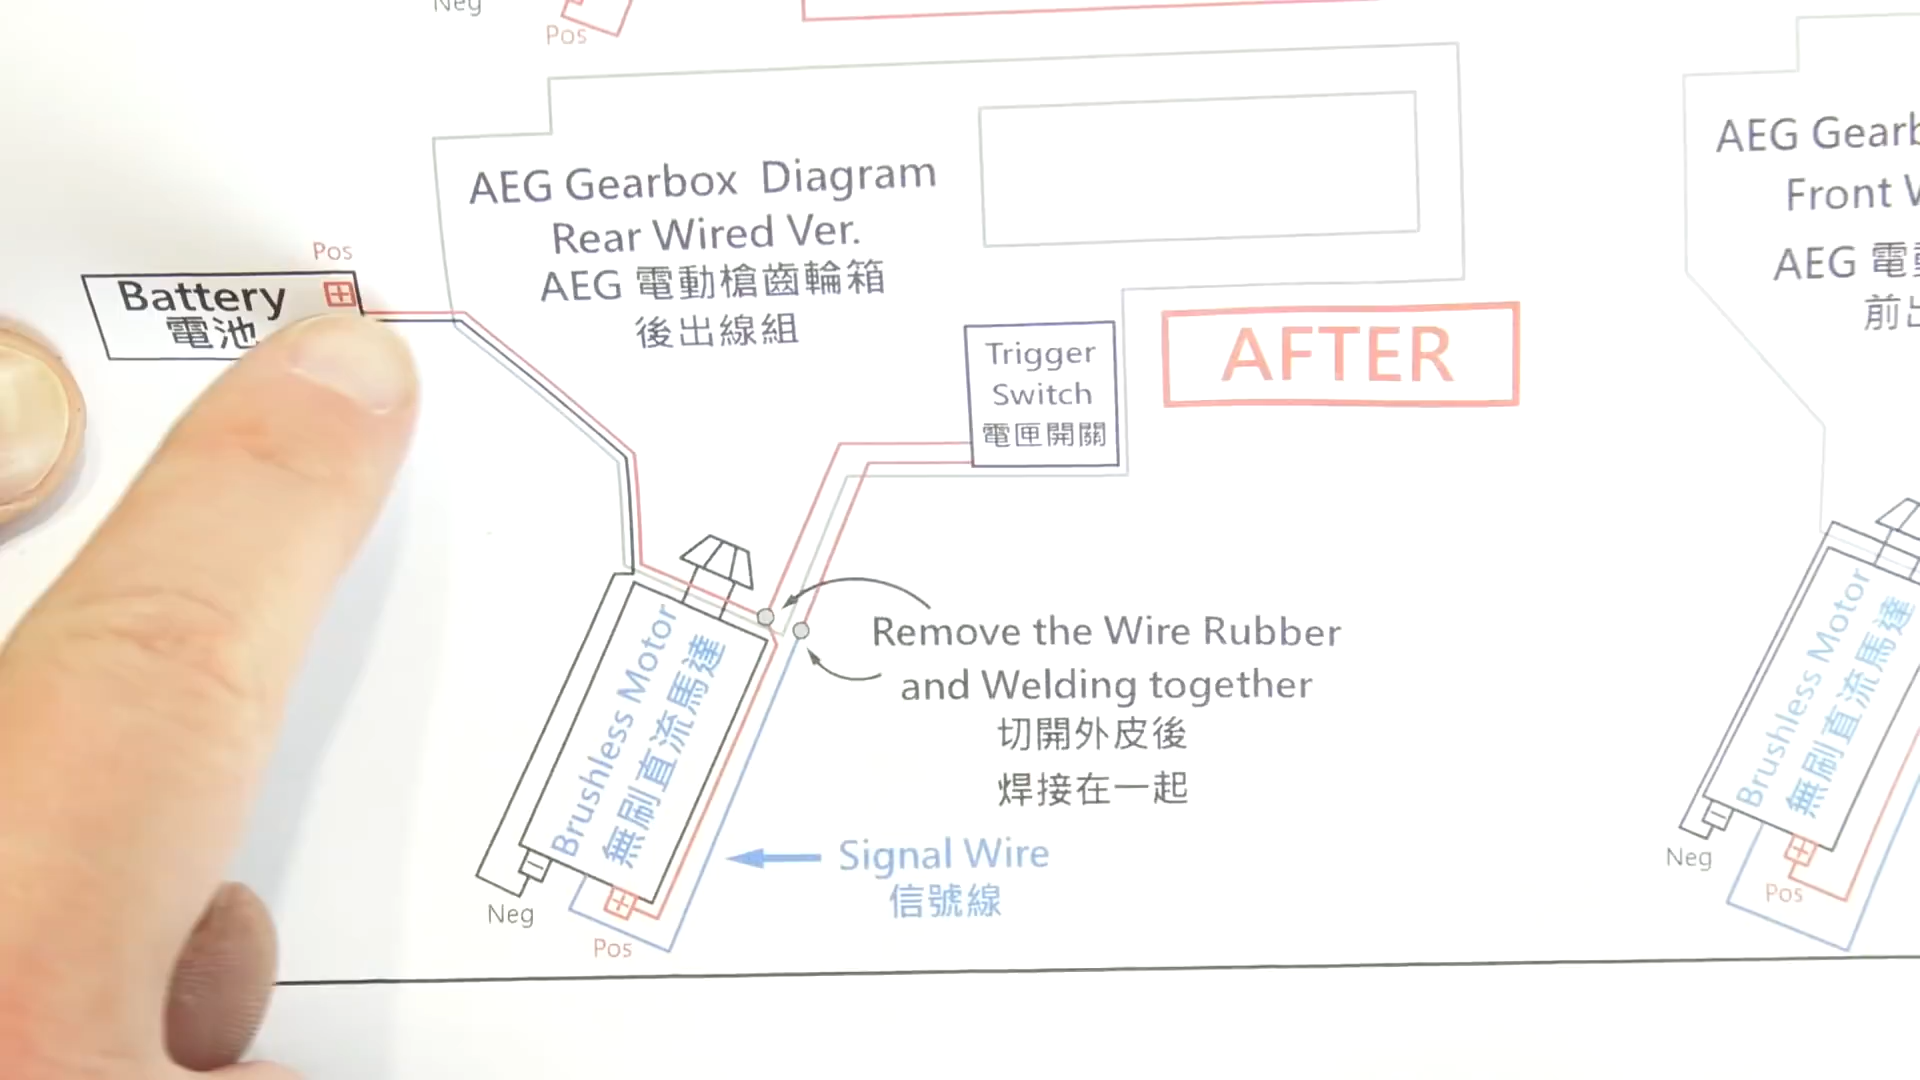 Neg
Pos
AEG Gearbox Diagram
Rear Wired Ver.
AEG 電動槍齒輪箱
後出線組
Pos
Battery
電池
Trigger
Switch
電匣開關
AFTER
Remove the Wire Rubber
and Welding together
切開外皮後
焊接在一起
Brushless Motor
無刷直流馬達
Signal Wire
信號線
Neg
Pos
AEG
Front
AEG 電
前
Brushless Motor
無刷直流馬達
Neg
Pos